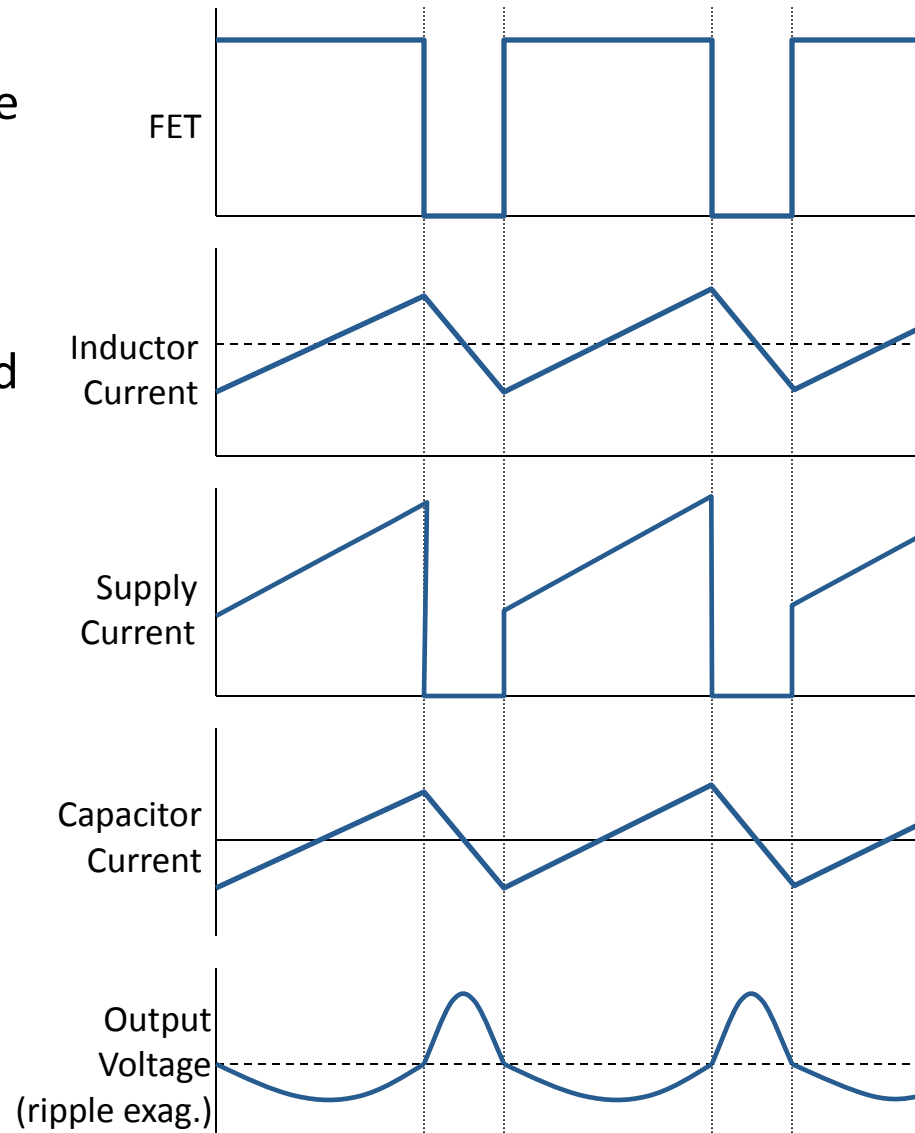 e
FET
Inductor
d
Current
Supply
Current
Capacitor
Current
Output
Voltage
(ripple exag.)